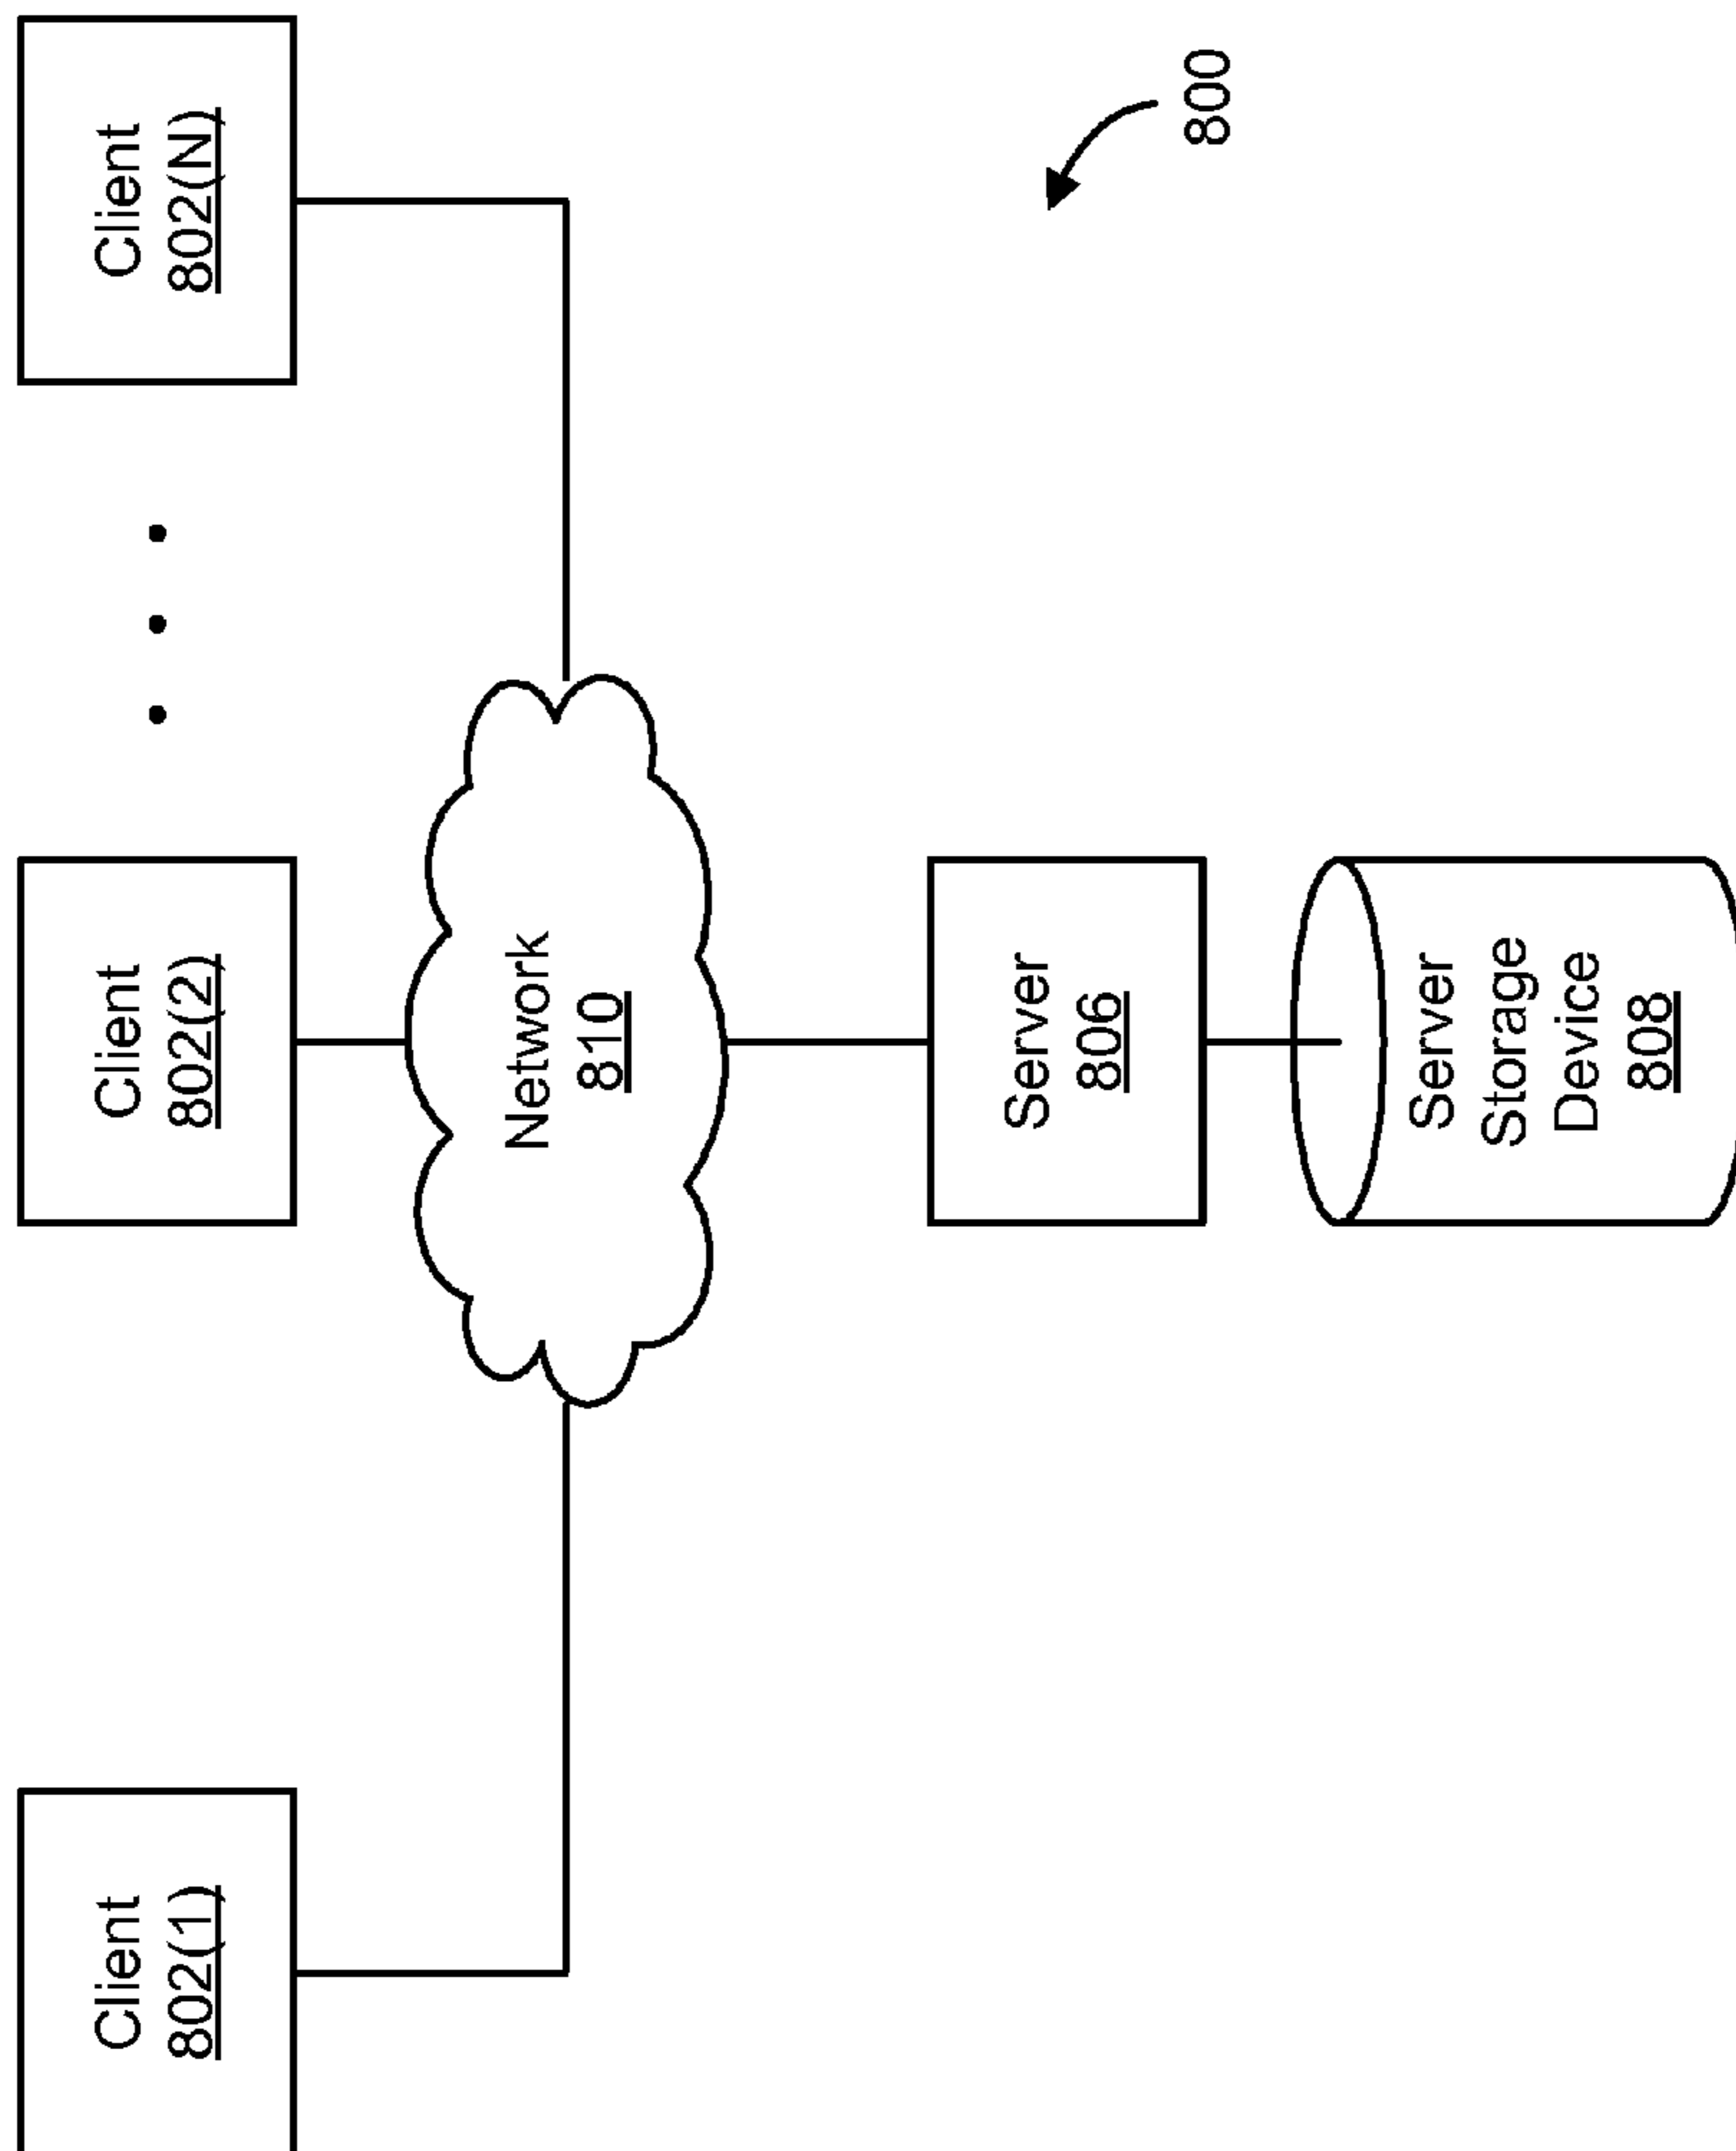 Client
802(1)
Client
802(2)
Client
802(N)
Network
810
Server
806
800
Server
Storage
Device
808